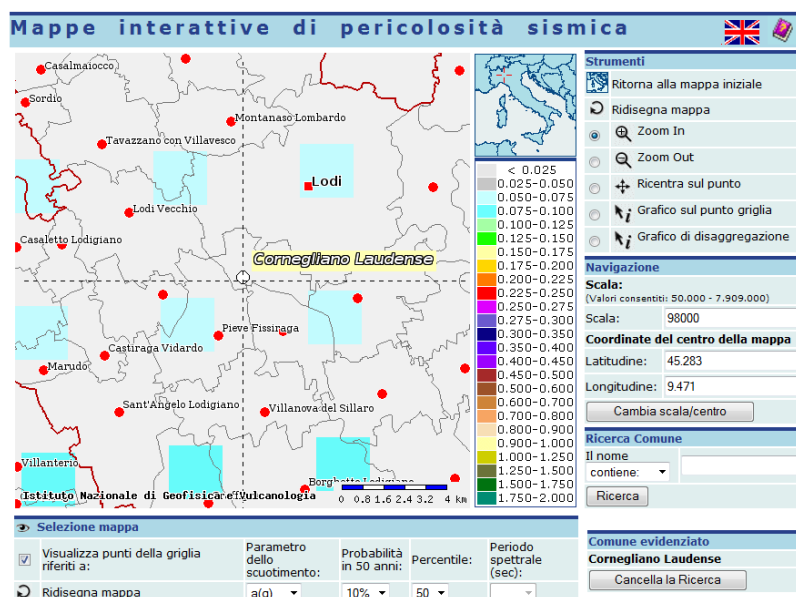 Mappe interattive di pericolosità sismica
Casalmaiocco
Sordio
Montanaso Lombardo
Tavazzano con Villavesco
Lodi
Lodi Vecchio
Casaletto Lodigiano
Cornegliano Laudense
Pieve Fissiraga
Castiraga Vidardo
Marudo
Sant'Angelo Lodigiano
Villanova del Sillaro
Villanterio
Borghetto Lodigiano
Istituto Nazionale di Geofisica e Vulcanologia
0 0.8 1.6 2.4 3.2 4 km
< 0.025
0.025-0.050
0.050-0.075
0.075-0.100
0.100-0.125
0.125-0.150
0.150-0.175
0.175-0.200
0.200-0.225
0.225-0.250
0.250-0.275
0.275-0.300
0.300-0.350
0.350-0.400
0.400-0.450
0.450-0.500
0.500-0.600
0.600-0.700
0.700-0.800
0.800-0.900
0.900-1.000
1.000-1.250
1.250-1.500
1.500-1.750
1.750-2.000
Strumenti
Ritorna alla mappa iniziale
Ridisegna mappa
Zoom In
Zoom Out
Ricentra sul punto
Grafico sul punto griglia
Grafico di disaggregazione
Navigazione
Scala:
(Valori consentiti: 50.000 - 7.909.000)
Scala: 98000
Coordinate del centro della mappa
Latitudine: 45.283
Longitudine: 9.471
Cambia scala/centro
Ricerca Comune
Il nome
contiene:
Ricerca
Comune evidenziato
Cornegliano Laudense
Cancella la Ricerca
Selezione mappa
Visualizza punti della griglia
riferiti a:
Parametro
dello
scuotimento:
Probabilità
in 50 anni:
Percentile:
Periodo
spettrale
(sec):
Ridisegna mappa
a(g) 10% 50 -